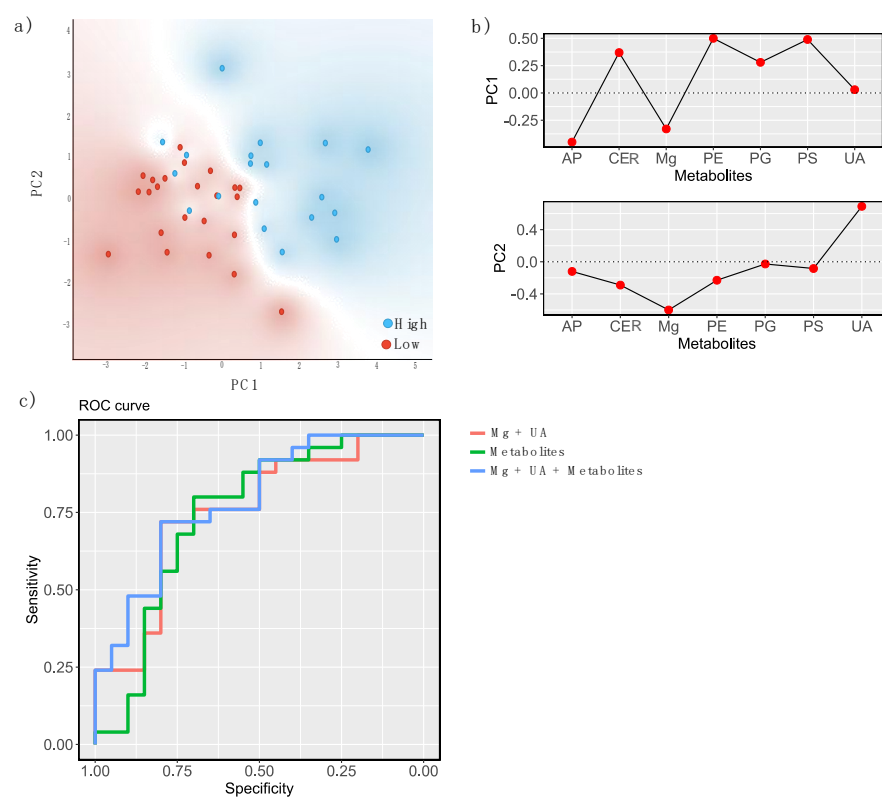 a)
PC2
4
3
2
1
0
-1
-2
-3
-3 -2 -1 0 1 2 3 4 5
PC1
High
Low
b)
PC1
0.50
0.25
0.00
-0.25
AP CER Mg PE PG PS UA
Metabolites
PC2
0.4
0.0
-0.4
AP CER Mg PE PG PS UA
Metabolites
c)
ROC curve
Sensitivity
1.00
0.75
0.50
0.25
0.00
1.00 0.75 0.50 0.25 0.00
Specificity
Mg + UA
Metabolites
Mg + UA + Metabolites